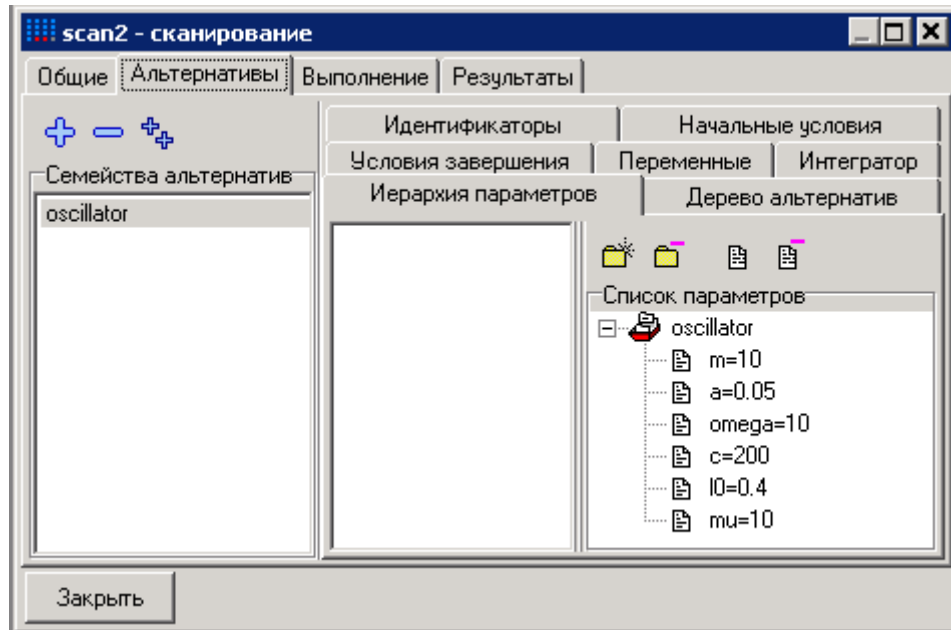 scan2 - сканирование
Общие Альтернативы Выполнение Результаты
Идентификаторы Начальные условия
Условия завершения Переменные Интегратор
Иерархия параметров Дерево альтернатив
Семейства альтернатив
oscillator
Список параметров
oscillator
m=10
a=0.05
omega=10
c=200
l0=0.4
mu=10
Закрыть